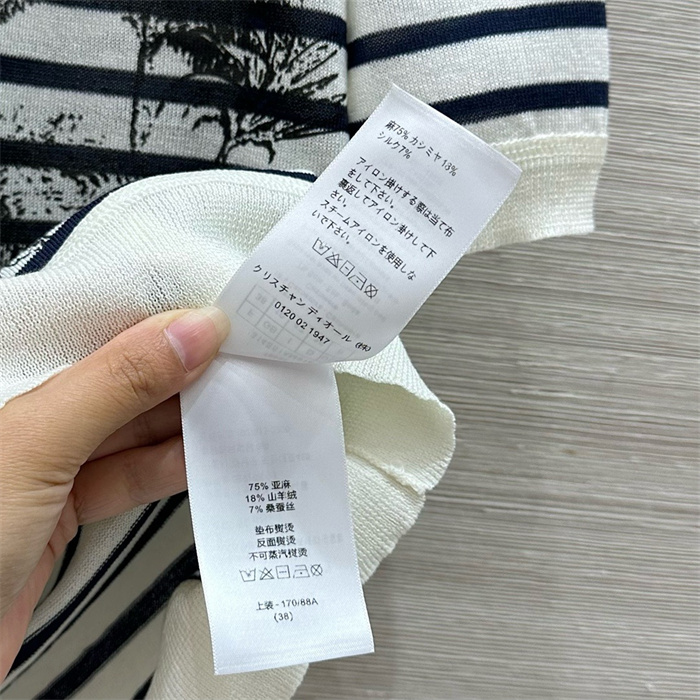 麻75% カシミヤ 13%
シルク7%
アイロン掛けする際は当て布
をして下さい。
裏返してアイロン掛けして下
さい。
スチームアイロンを使用しな
いで下さい。
クリスチャン ディオール (株)
0120 02 1947
75% 亚麻
18% 山羊绒
7% 桑蚕丝
垫布熨烫
反面熨烫
不可蒸汽熨烫
上装 - 170/88A
(38)